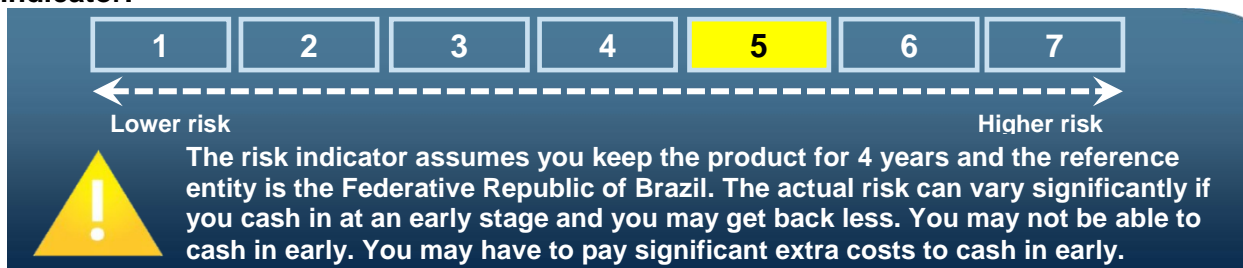 1 2 3 4 5 6 7
Lower risk Higher risk
The risk indicator assumes you keep the product for 4 years and the reference
entity is the Federative Republic of Brazil. The actual risk can vary significantly if
you cash in at an early stage and you may get back less. You may not be able to
cash in early. You may have to pay significant extra costs to cash in early.